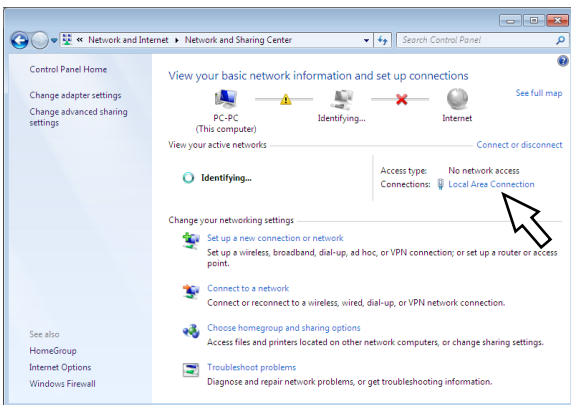 « Network and Internet ▸ Network and Sharing Center
Search Control Panel
Control Panel Home
Change adapter settings
Change advanced sharing
settings
See also
HomeGroup
Internet Options
Windows Firewall
View your basic network information and set up connections
See full map
PC-PC
(This computer)
Identifying...
Internet
View your active networks
Connect or disconnect
Identifying...
Access type: No network access
Connections: Local Area Connection
Change your networking settings
Set up a new connection or network
Set up a wireless, broadband, dial-up, ad hoc, or VPN connection; or set up a router or access
point.
Connect to a network
Connect or reconnect to a wireless, wired, dial-up, or VPN network connection.
Choose homegroup and sharing options
Access files and printers located on other network computers, or change sharing settings.
Troubleshoot problems
Diagnose and repair network problems, or get troubleshooting information.